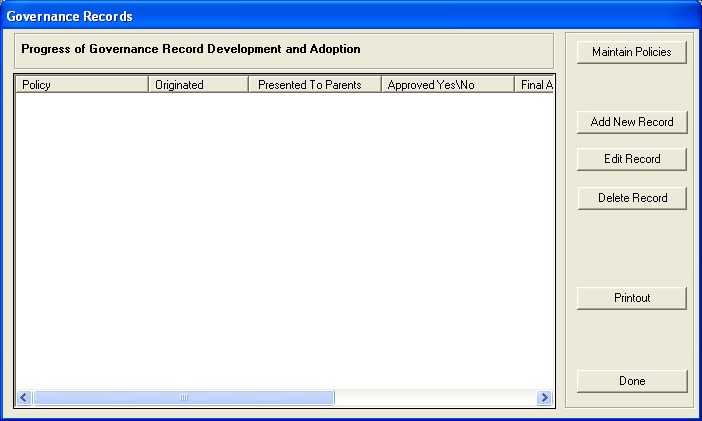 Governance Records
Progress of Governance Record Development and Adoption
Policy Originated Presented To Parents Approved Yes\No Final A
Maintain Policies
Add New Record
Edit Record
Delete Record
Printout
Done